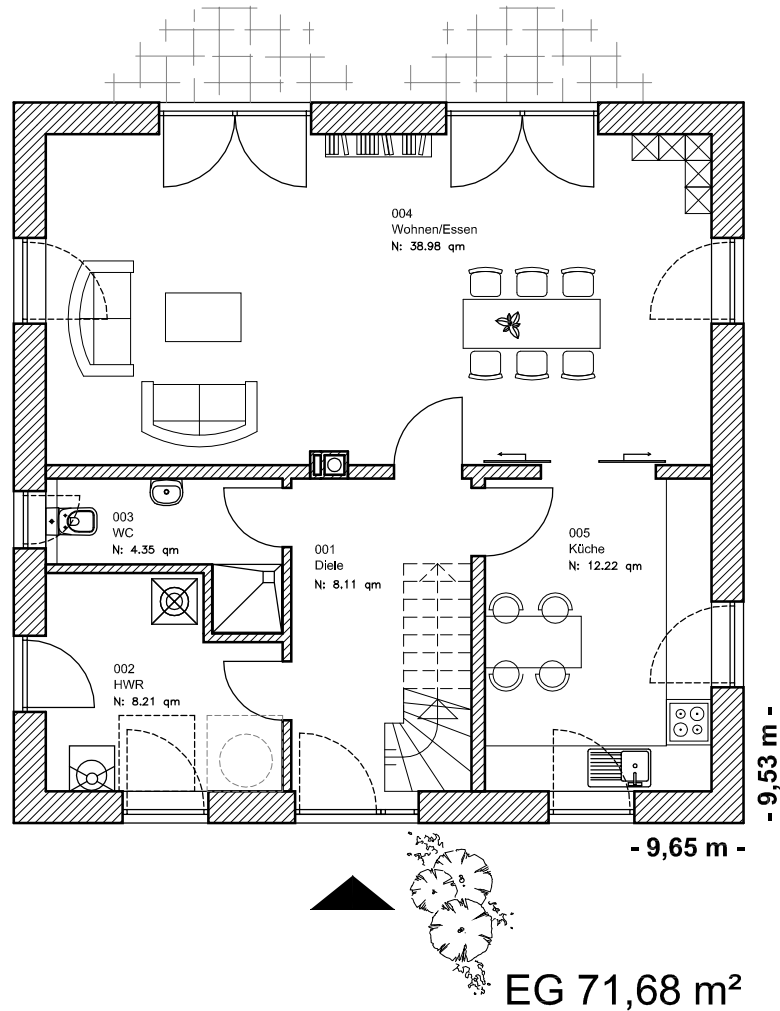 004
Wohnen/Essen
N: 38.98 qm
003
WC
N: 4.35 qm
001
Diele
N: 8.11 qm
005
Küche
N: 12.22 qm
002
HWR
N: 8.21 qm
- 9,53 m -
- 9,65 m -
EG 71,68 m²